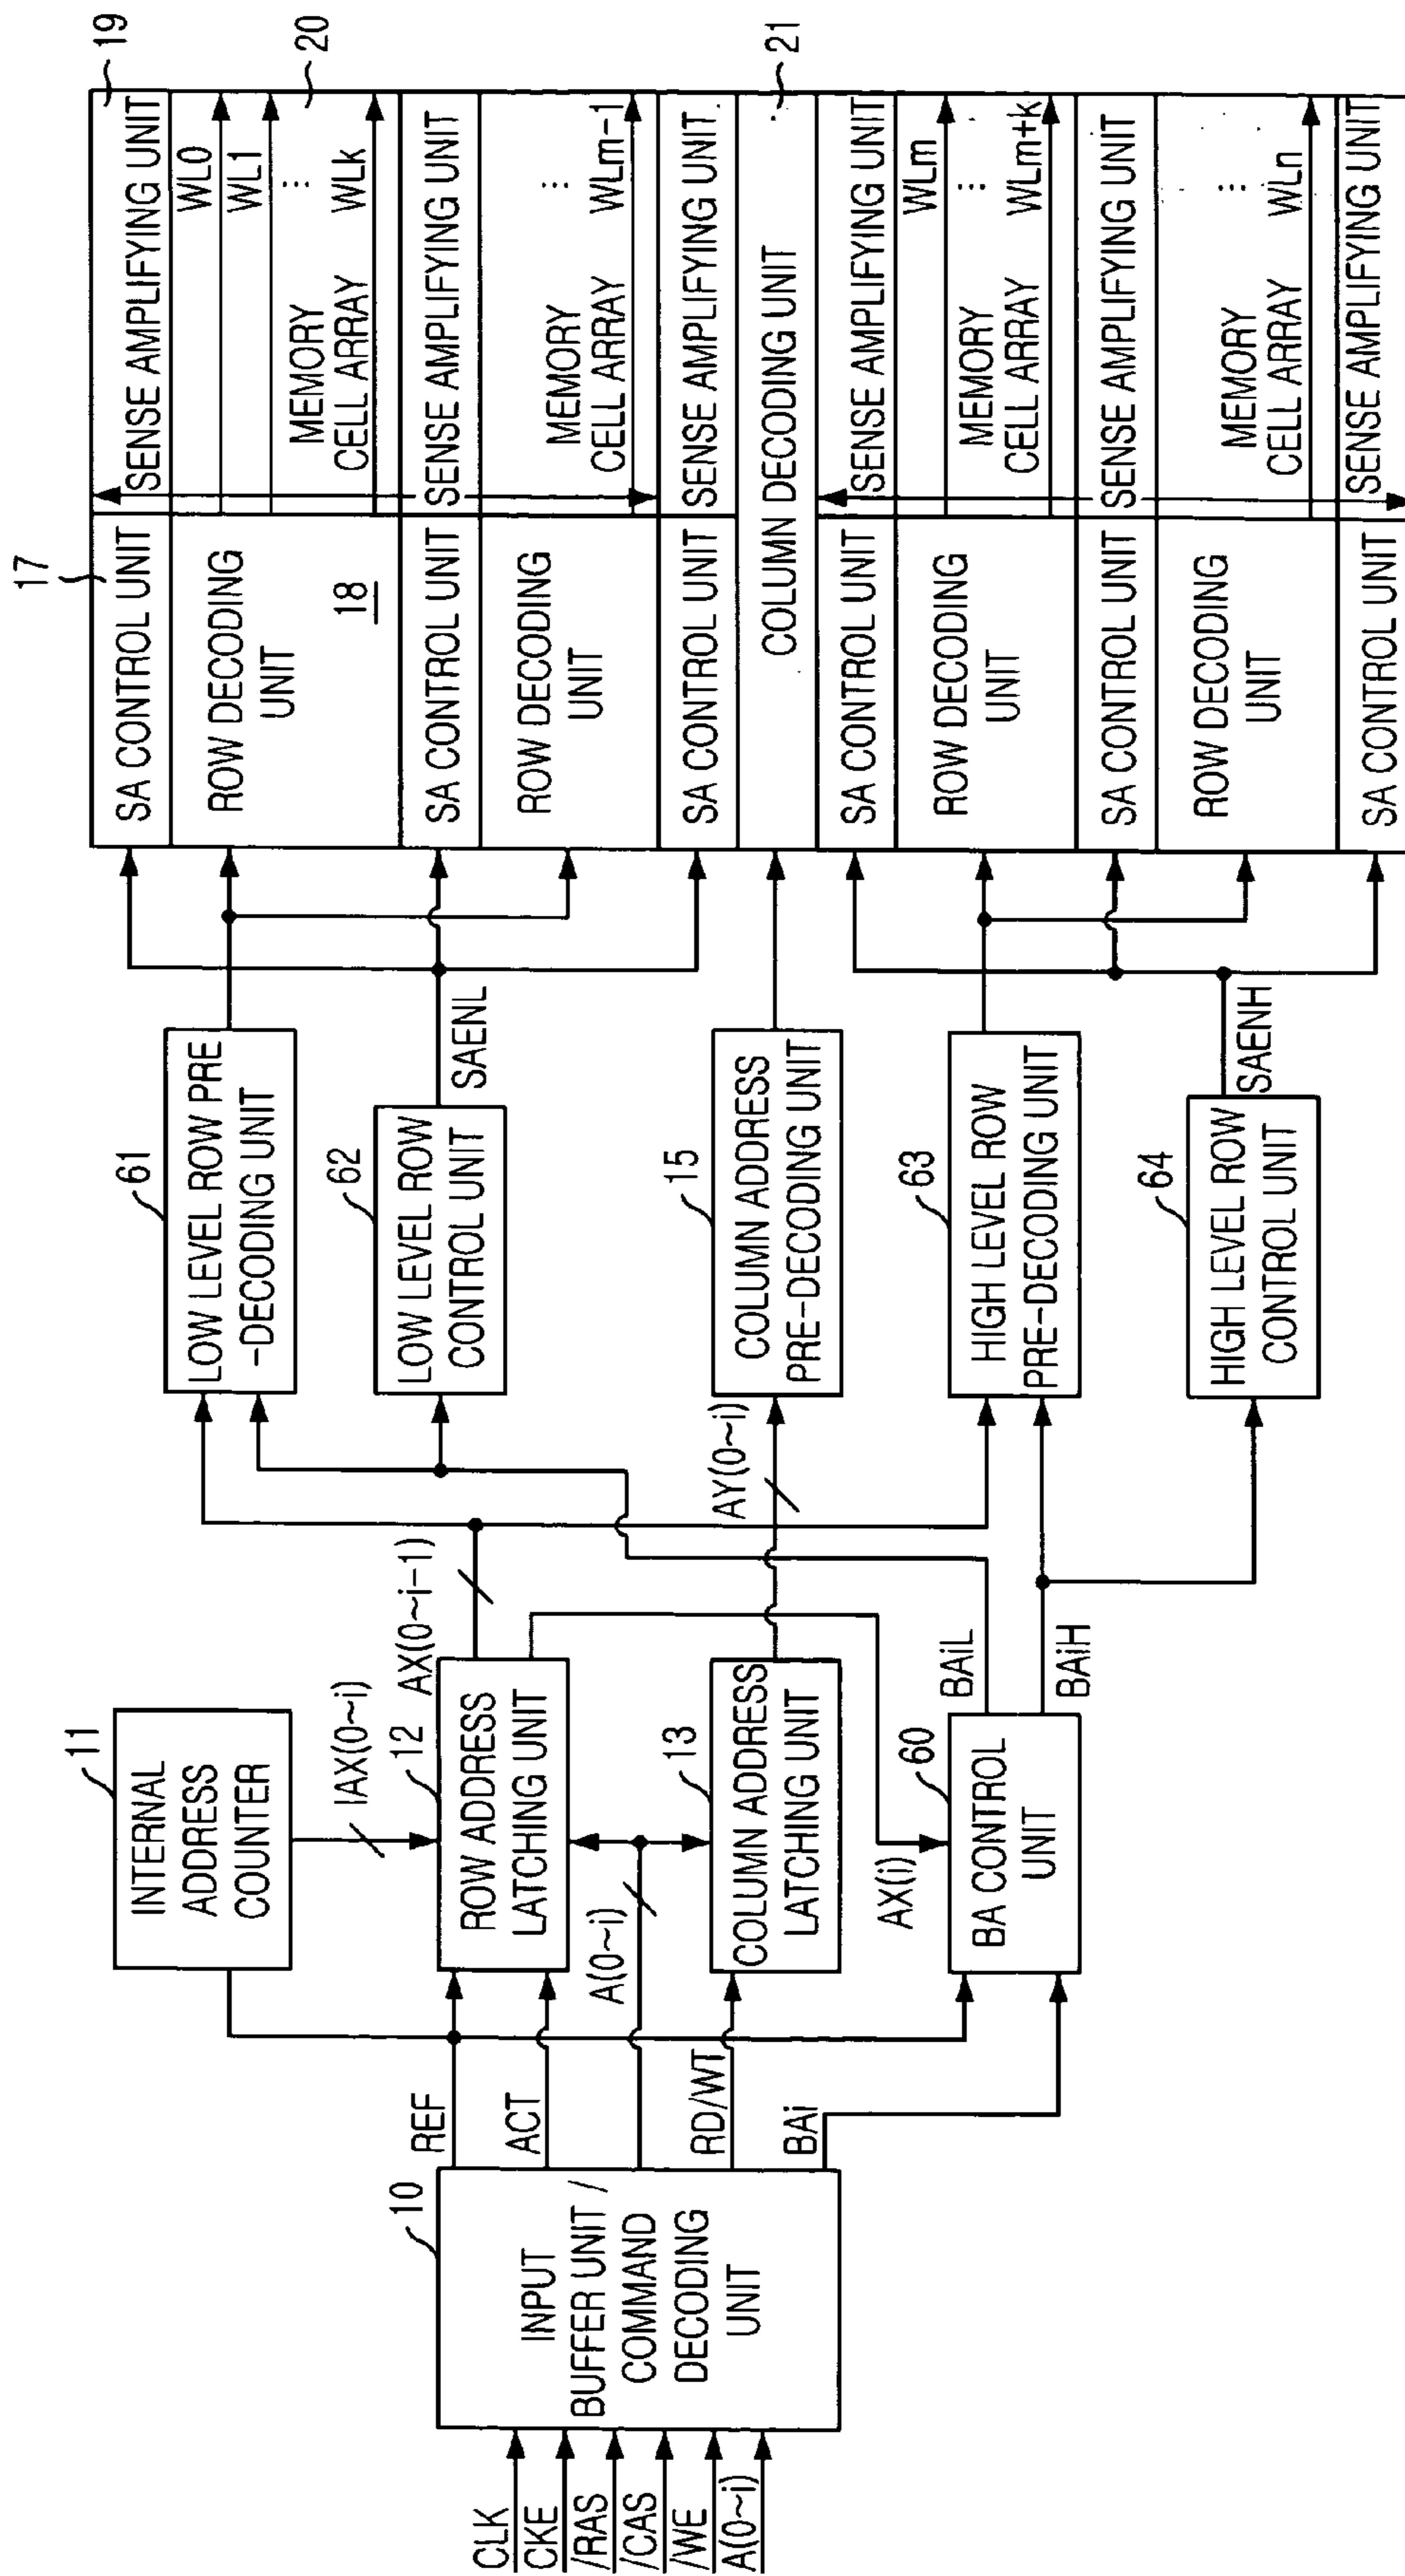 CLK
CKE
/RAS
/CAS
/WE
A(0~i)
10
INPUT
BUFFER UNIT /
COMMAND
DECODING
UNIT
REF
ACT
A(0~i)
RD/WT
BAi
11
INTERNAL
ADDRESS
COUNTER
IAX(0~i)
12
ROW ADDRESS
LATCHING UNIT
AX(0~i-1)
13
COLUMN ADDRESS
LATCHING UNIT
AX(i)
60
BA CONTROL
UNIT
BAiL
BAiH
AY(0~i)
61
LOW LEVEL ROW PRE
-DECODING UNIT
62
LOW LEVEL ROW
CONTROL UNIT
SAENL
15
COLUMN ADDRESS
PRE-DECODING UNIT
63
HIGH LEVEL ROW
PRE-DECODING UNIT
64
HIGH LEVEL ROW
CONTROL UNIT
SAENH
17
SA CONTROL UNIT
SENSE AMPLIFYING UNIT
19
ROW DECODING
UNIT
18
WL0
WL1
⋮
WLk
MEMORY
CELL ARRAY
20
SA CONTROL UNIT
SENSE AMPLIFYING UNIT
ROW DECODING
UNIT
MEMORY
CELL ARRAY
⋮
WLm-1
SA CONTROL UNIT
SENSE AMPLIFYING UNIT
COLUMN DECODING UNIT
21
SA CONTROL UNIT
SENSE AMPLIFYING UNIT
ROW DECODING
UNIT
WLm
⋮
WLm+k
MEMORY
CELL ARRAY
SA CONTROL UNIT
SENSE AMPLIFYING UNIT
ROW DECODING
UNIT
MEMORY
CELL ARRAY
⋮
WLn
SA CONTROL UNIT
SENSE AMPLIFYING UNIT